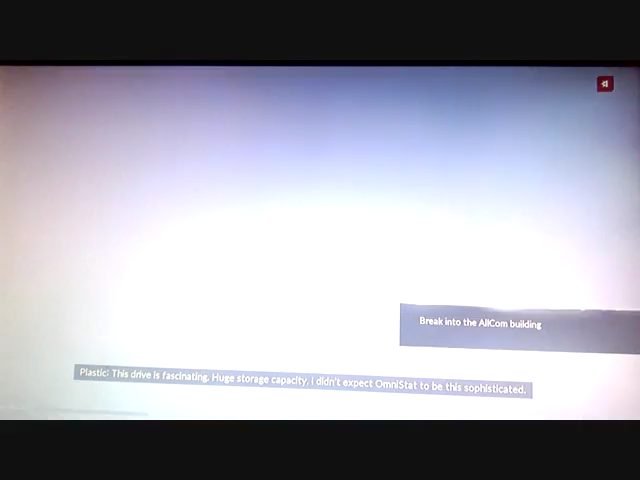 Break into the AllCom building
Plastic: This drive is fascinating. Huge storage capacity. I didn't expect OmniStat to be this sophisticated.